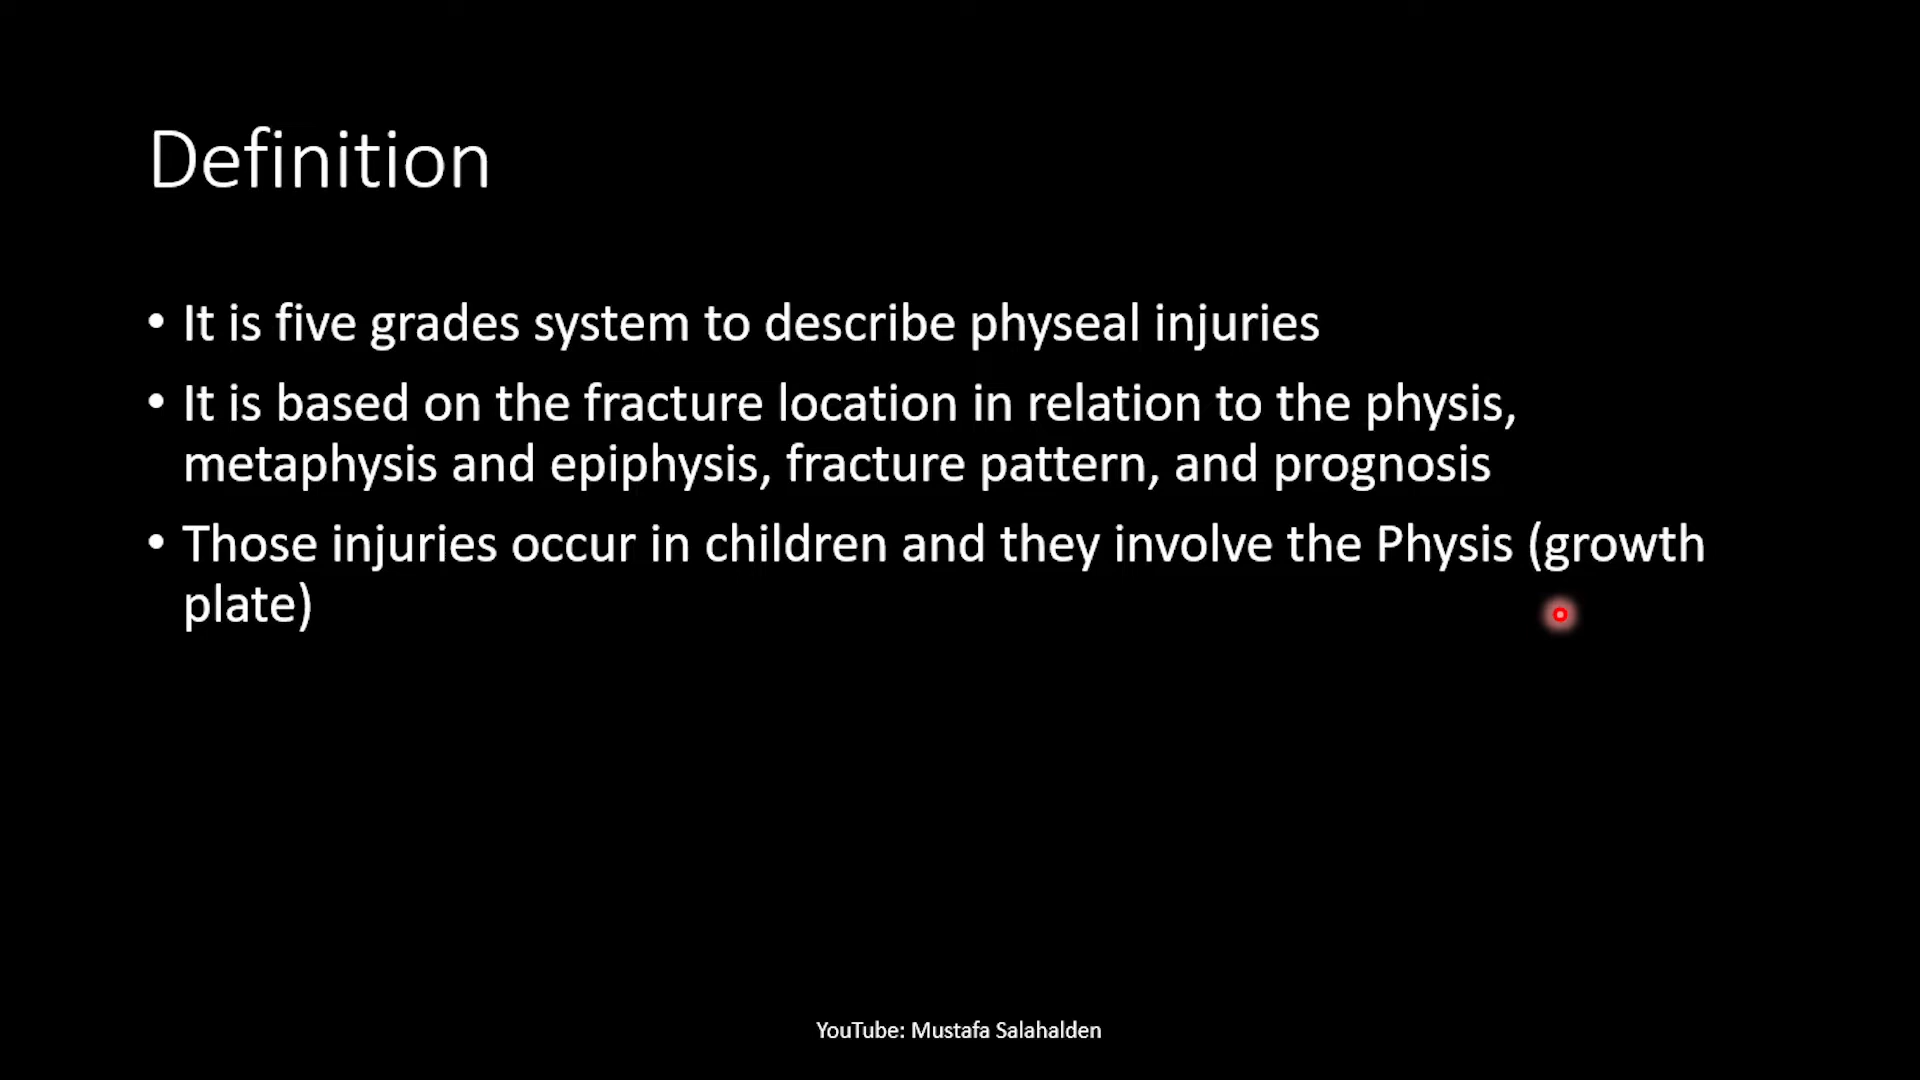 Definition
• It is five grades system to describe physeal injuries
• It is based on the fracture location in relation to the physis,
metaphysis and epiphysis, fracture pattern, and prognosis
• Those injuries occur in children and they involve the Physis (growth
plate)
YouTube: Mustafa Salahalden